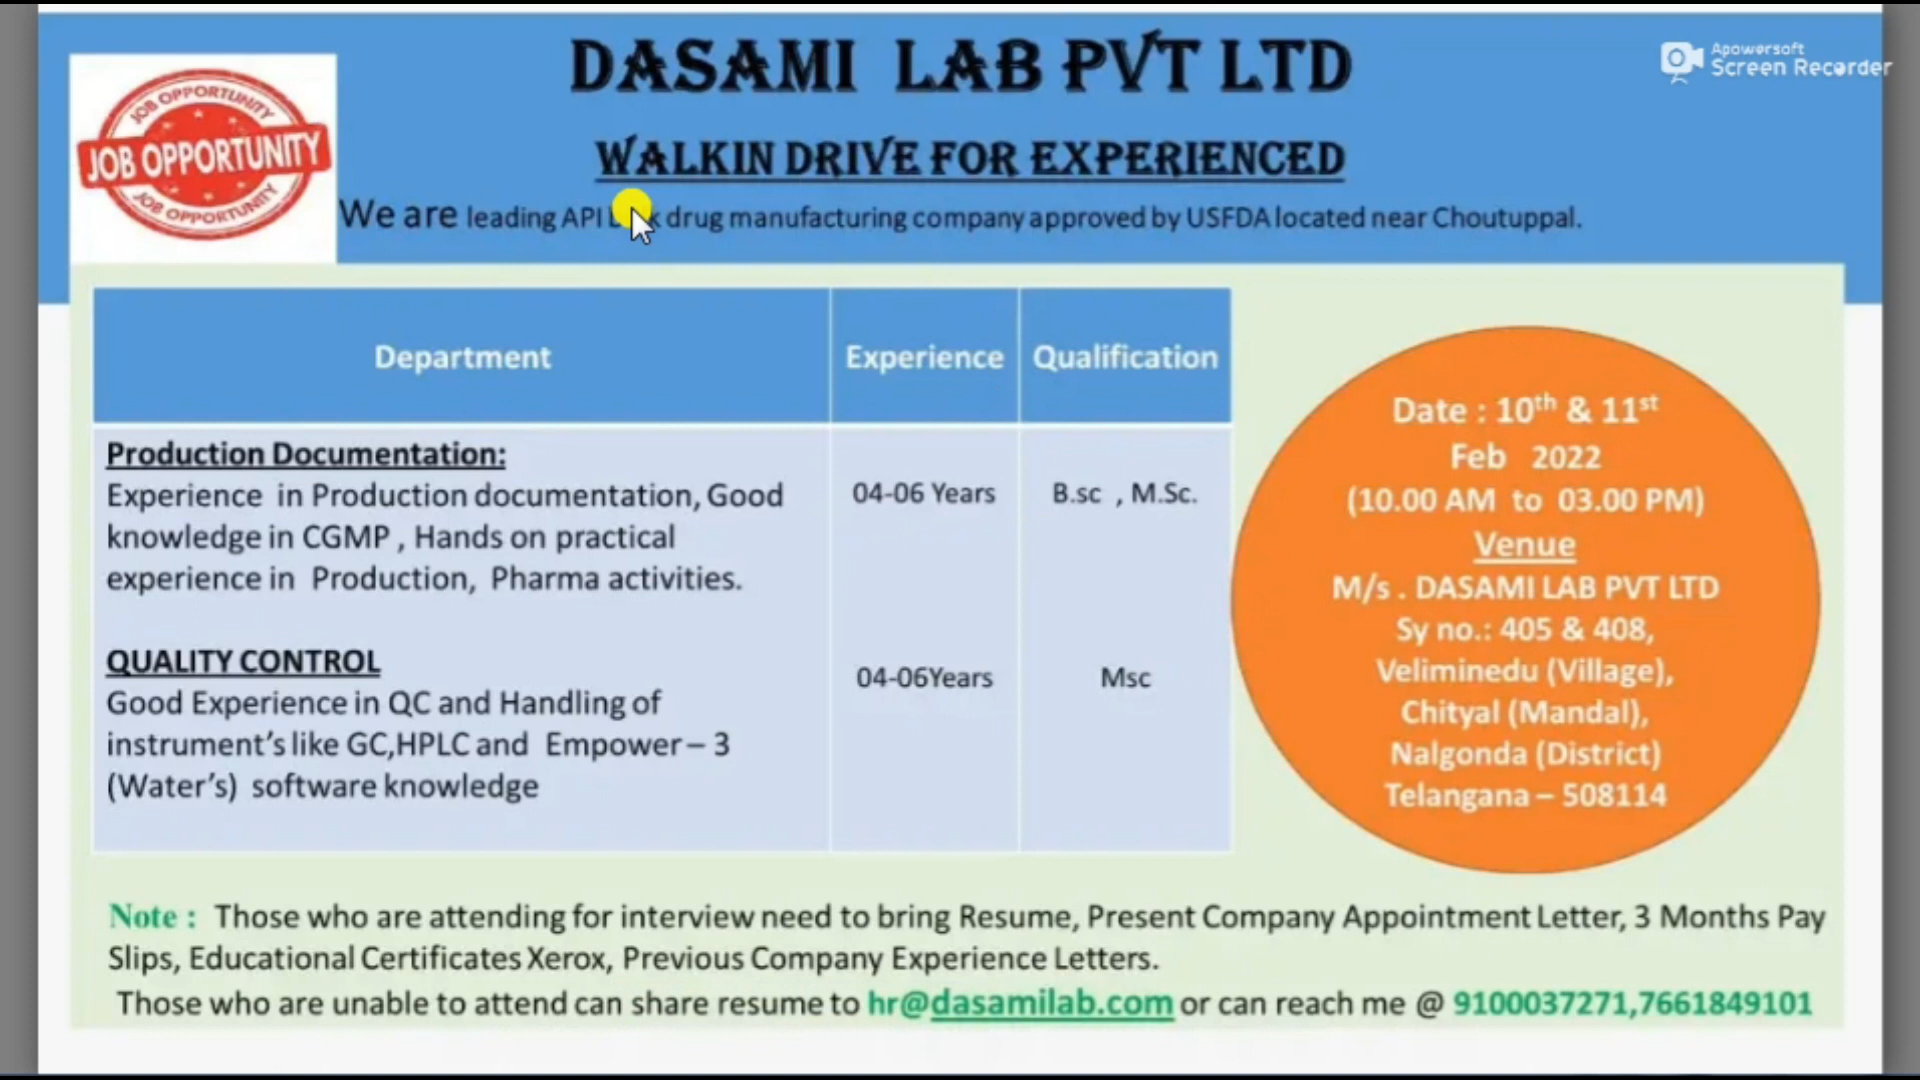 DASAMI LAB PVT LTD
Apowersoft
Screen Recorder
JOB OPPORTUNITY
JOB OPPORTUNITY
JOB OPPORTUNITY
WALKIN DRIVE FOR EXPERIENCED
We are leading API drug manufacturing company approved by USFDA located near Choutuppal.
Department Experience Qualification
Production Documentation:
Experience in Production documentation, Good
knowledge in CGMP , Hands on practical
experience in Production, Pharma activities.
04-06 Years B.sc , M.Sc.
QUALITY CONTROL
Good Experience in QC and Handling of
instrument's like GC,HPLC and Empower – 3
(Water's) software knowledge
04-06Years Msc
Date : 10th & 11st
Feb 2022
(10.00 AM to 03.00 PM)
Venue
M/s . DASAMI LAB PVT LTD
Sy no.: 405 & 408,
Veliminedu (Village),
Chityal (Mandal),
Nalgonda (District)
Telangana – 508114
Note : Those who are attending for interview need to bring Resume, Present Company Appointment Letter, 3 Months Pay
Slips, Educational Certificates Xerox, Previous Company Experience Letters.
Those who are unable to attend can share resume to hr@dasamilab.com or can reach me @ 9100037271,7661849101